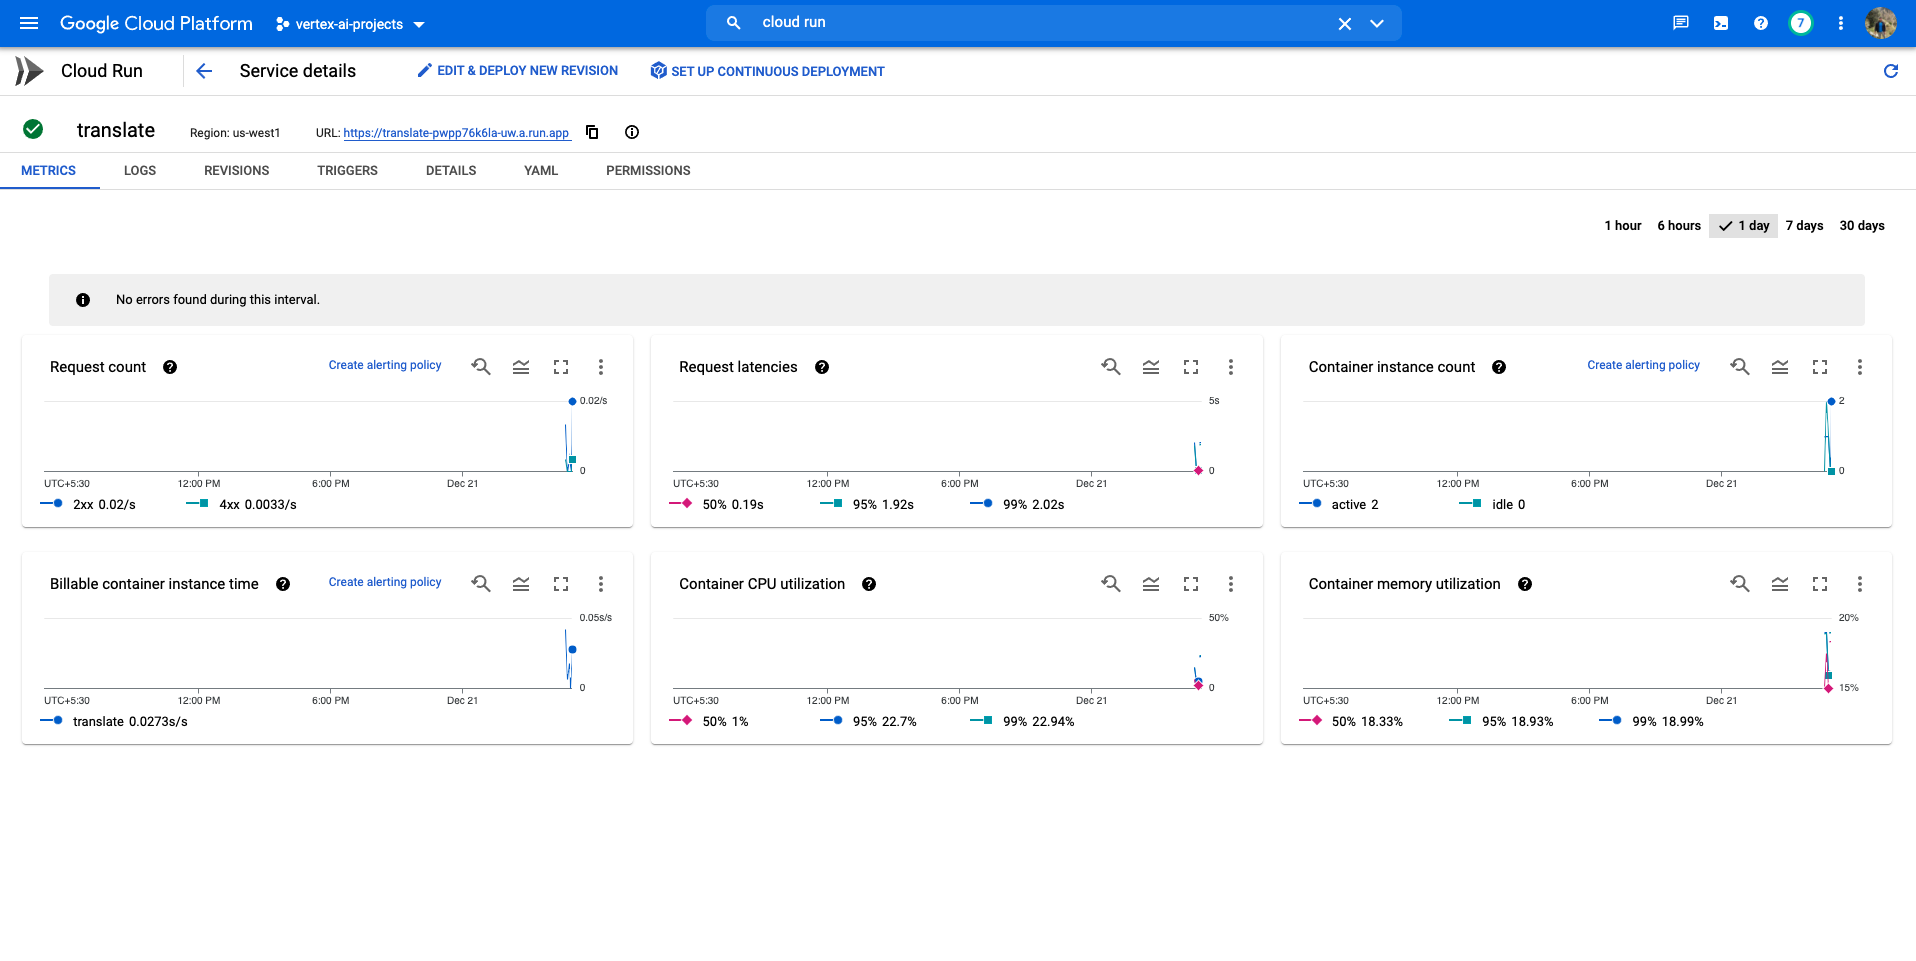 Google Cloud Platform
vertex-ai-projects
cloud run
7
Cloud Run
Service details
EDIT & DEPLOY NEW REVISION
SET UP CONTINUOUS DEPLOYMENT
translate
Region: us-west1
URL: https://translate-pwpp76k6la-uw.a.run.app
METRICS
LOGS
REVISIONS
TRIGGERS
DETAILS
YAML
PERMISSIONS
1 hour
6 hours
1 day
7 days
30 days
No errors found during this interval.
Request count
Create alerting policy
0.02/s
0
UTC+5:30
12:00 PM
6:00 PM
Dec 21
2xx 0.02/s
4xx 0.0033/s
Request latencies
5s
0
UTC+5:30
12:00 PM
6:00 PM
Dec 21
50% 0.19s
95% 1.92s
99% 2.02s
Container instance count
Create alerting policy
2
0
UTC+5:30
12:00 PM
6:00 PM
Dec 21
active 2
idle 0
Billable container instance time
Create alerting policy
0.05s/s
0
UTC+5:30
12:00 PM
6:00 PM
Dec 21
translate 0.0273s/s
Container CPU utilization
50%
0
UTC+5:30
12:00 PM
6:00 PM
Dec 21
50% 1%
95% 22.7%
99% 22.94%
Container memory utilization
20%
15%
UTC+5:30
12:00 PM
6:00 PM
Dec 21
50% 18.33%
95% 18.93%
99% 18.99%